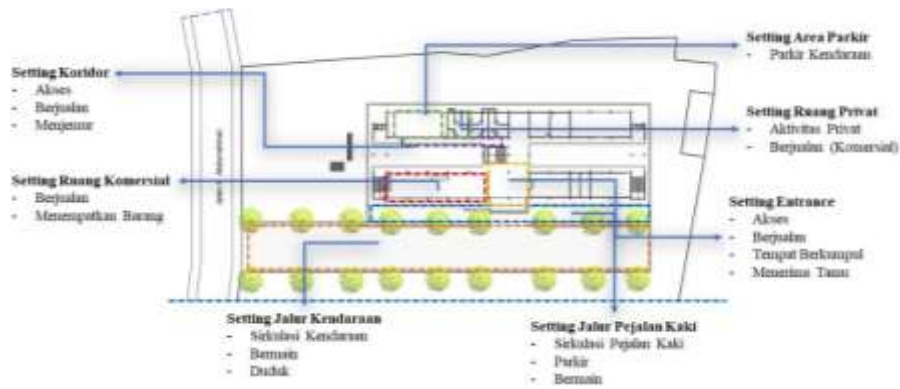 Setting Koridor
- Akses
- Berjualan
- Menjemur
Setting Ruang Komersial
- Berjualan
- Menempatkan Barang
Setting Jalur Kendaraan
- Sirkulasi Kendaraan
- Bermain
- Duduk
Setting Area Parkir
- Parkir Kendaraan
Setting Ruang Privat
- Aktivitas Privat
- Berjualan (Komersial)
Setting Entrance
- Akses
- Berjualan
- Tempat Berkumpul
- Menerima Tamu
Setting Jalur Pejalan Kaki
- Sirkulasi Pejalan Kaki
- Parkir
- Bermain